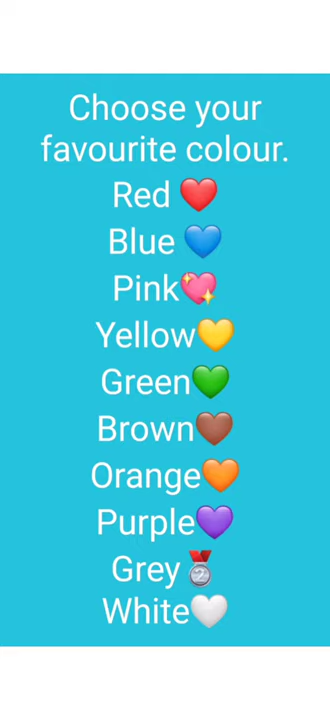 Choose your
favourite colour.
Red ❤️
Blue 💙
Pink💖
Yellow💛
Green💚
Brown🤎
Orange🧡
Purple💜
Grey🥈
White🤍